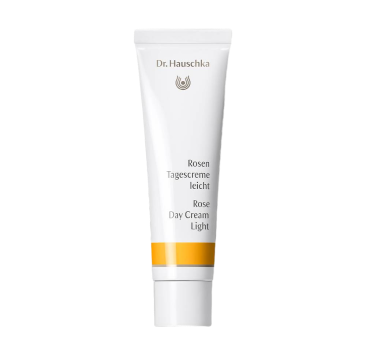 Dr. Hauschka
Rosen
Tagescreme
leicht
Rose
Day Cream
Light